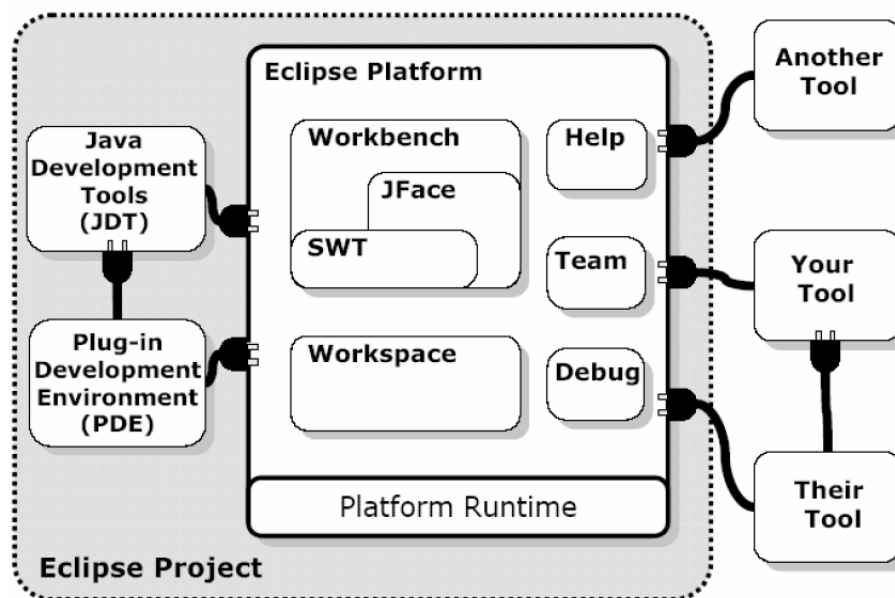 Eclipse Platform
Another
Tool
Workbench
Help
Java
Development
Tools
(JDT)
JFace
SWT
Team
Your
Tool
Plug-in
Development
Environment
(PDE)
Workspace
Debug
Their
Tool
Platform Runtime
Eclipse Project